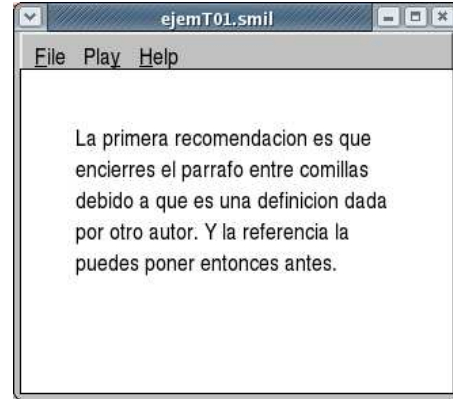 ejemT01.smil
File Play Help
La primera recomendacion es que
encierres el parrafo entre comillas
debido a que es una definicion dada
por otro autor. Y la referencia la
puedes poner entonces antes.